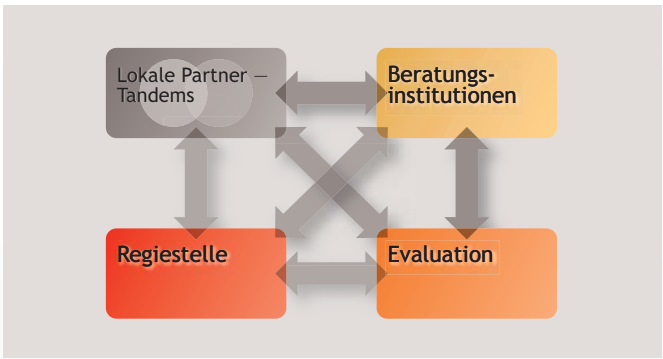 Lokale Partner —
Tandems
Beratungs-
institutionen
Regiestelle
Evaluation